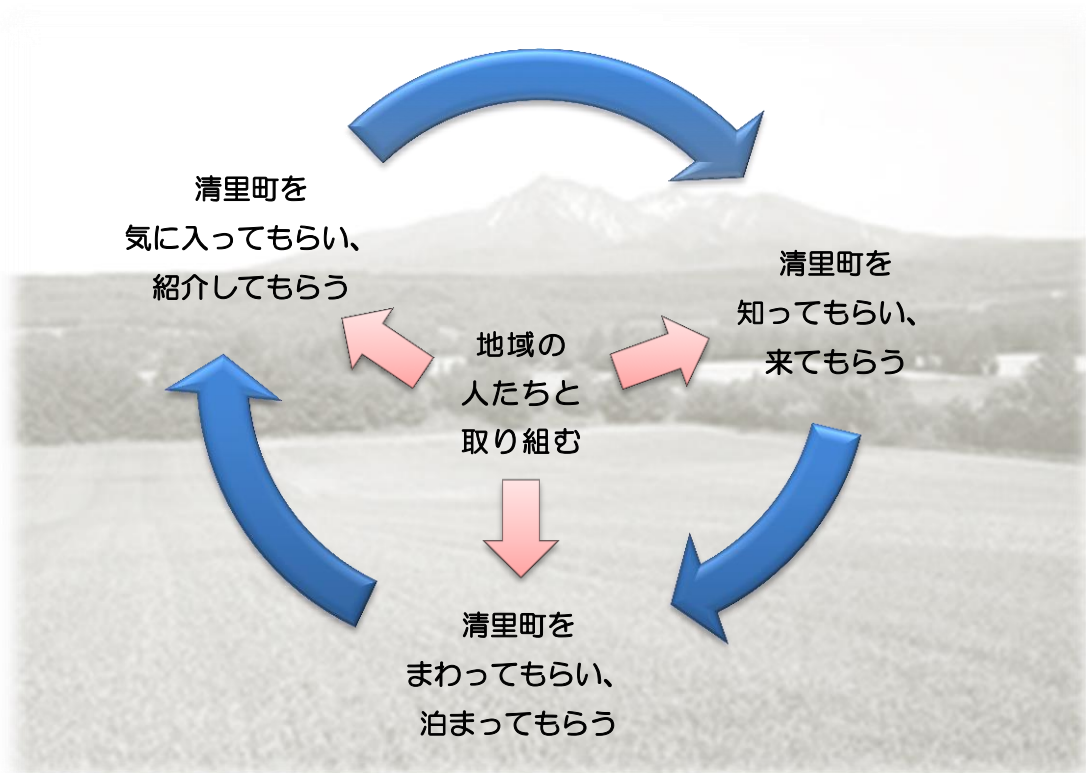 清里町を
気に入ってもらい、
紹介してもらう
清里町を
知ってもらい、
来てもらう
地域の
人たちと
取り組む
清里町を
まわってもらい、
泊まってもらう